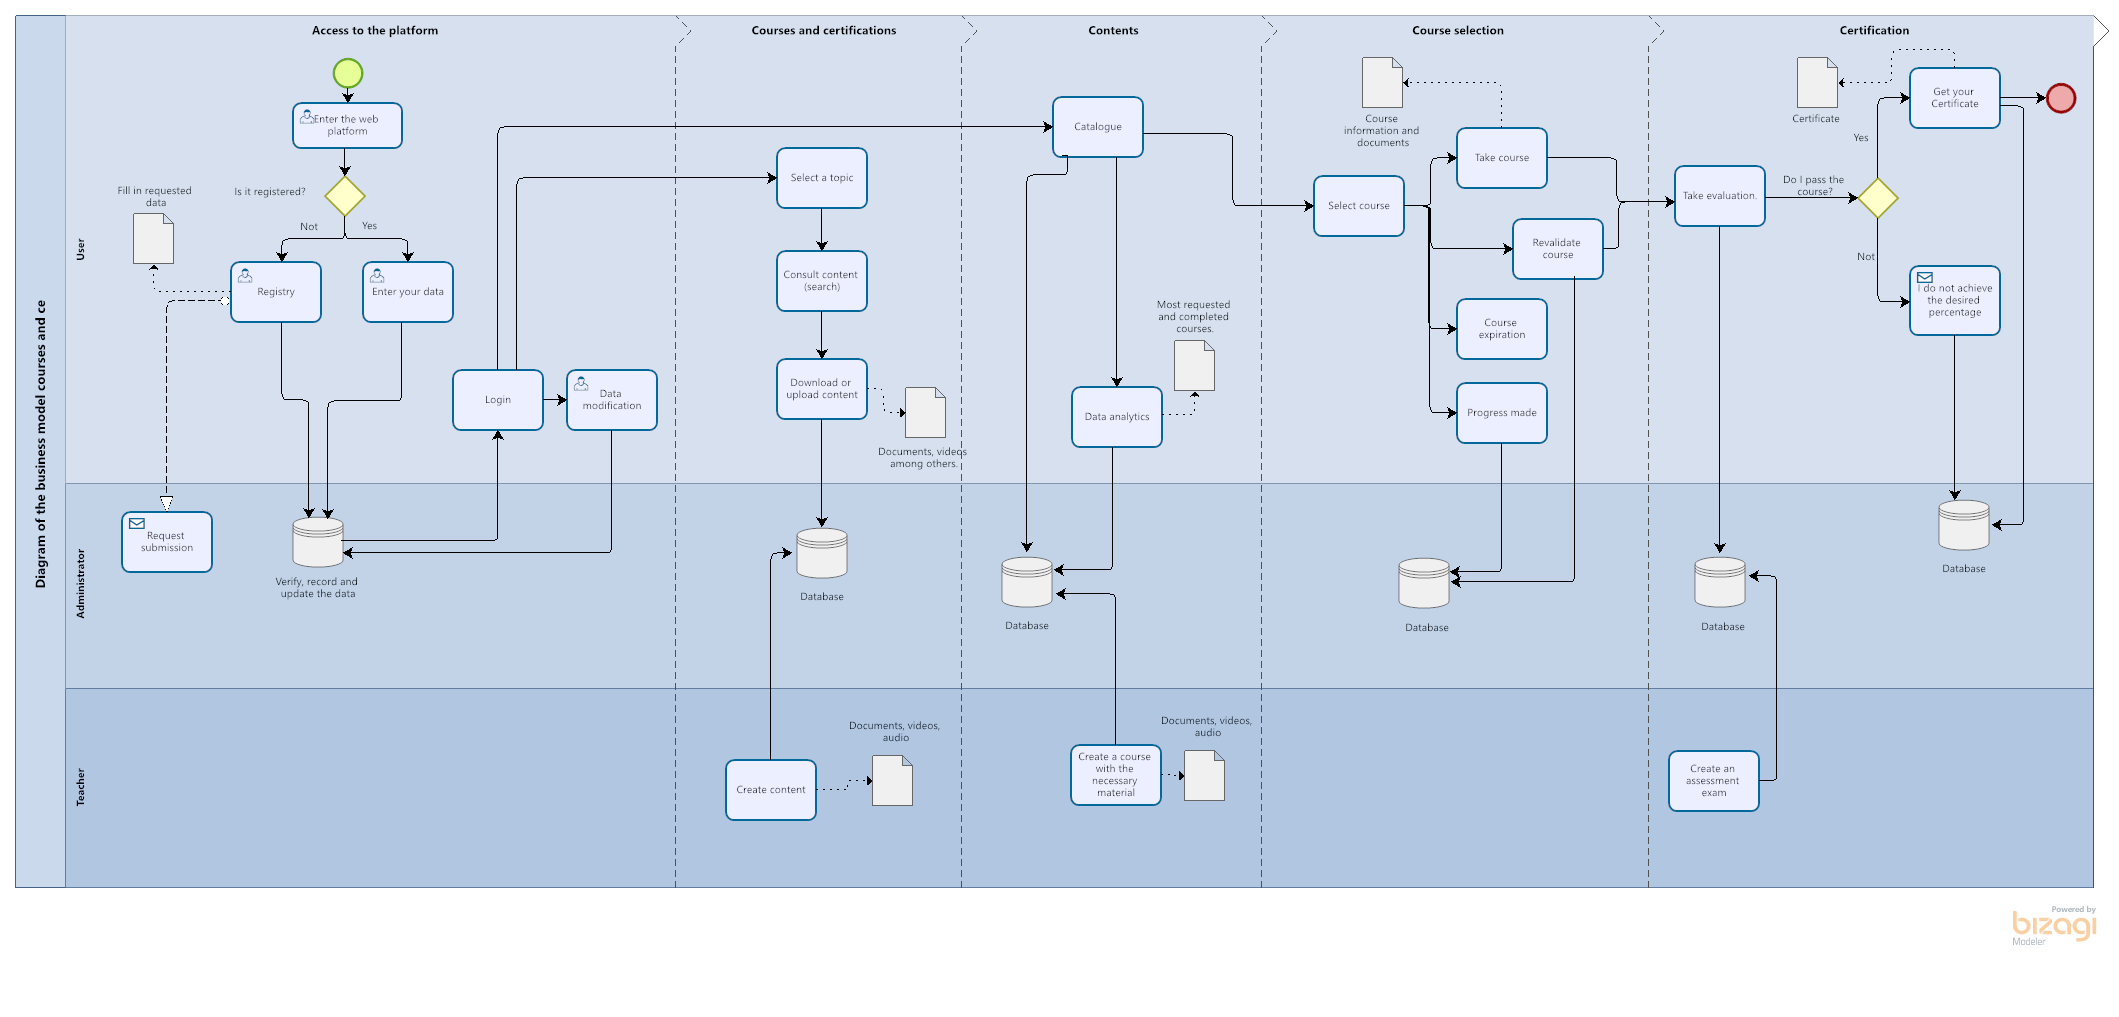 Diagram of the business model courses and ce
Access to the platform
Courses and certifications
Contents
Course selection
Certification
User
Administrator
Teacher
Enter the web
platform
Is it registered?
Not
Yes
Fill in requested
data
Registry
Enter your data
Login
Data
modification
Request
submission
Verify, record and
update the data
Select a topic
Consult content
(search)
Download or
upload content
Documents, videos
among others.
Database
Create content
Documents, videos,
audio
Catalogue
Most requested
and completed
courses.
Data analytics
Database
Create a course
with the
necessary
material
Documents, videos,
audio
Course
information and
documents
Take course
Select course
Revalidate
course
Course
expiration
Progress made
Database
Take evaluation.
Do I pass the
course?
Yes
Not
Certificate
Get your
Certificate
I do not achieve
the desired
percentage
Database
Database
Create an
assessment
exam
Powered by
bizagi
Modeler